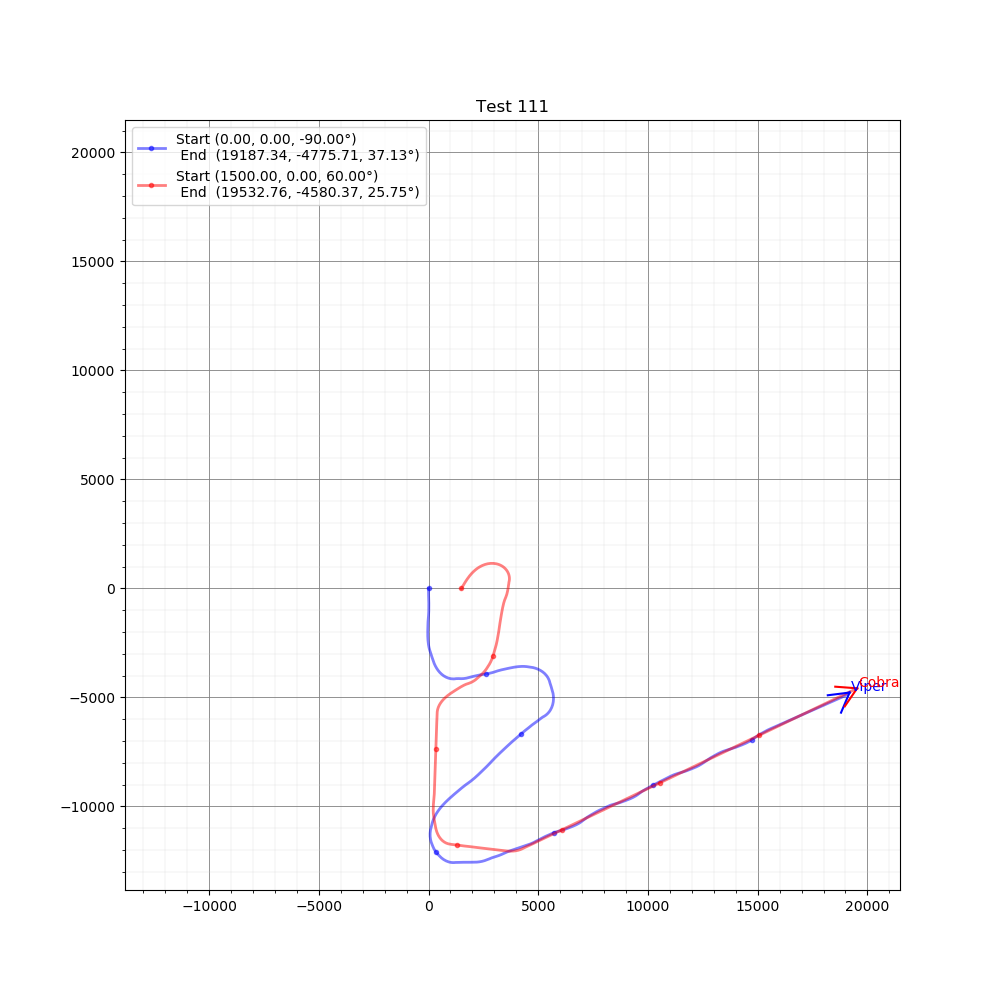 Test 111
Start (0.00, 0.00, -90.00°)
End (19187.34, -4775.71, 37.13°)
Start (1500.00, 0.00, 60.00°)
End (19532.76, -4580.37, 25.75°)
20000
15000
10000
5000
0
−5000
−10000
Cobra
Viper
−10000
−5000
0
5000
10000
15000
20000